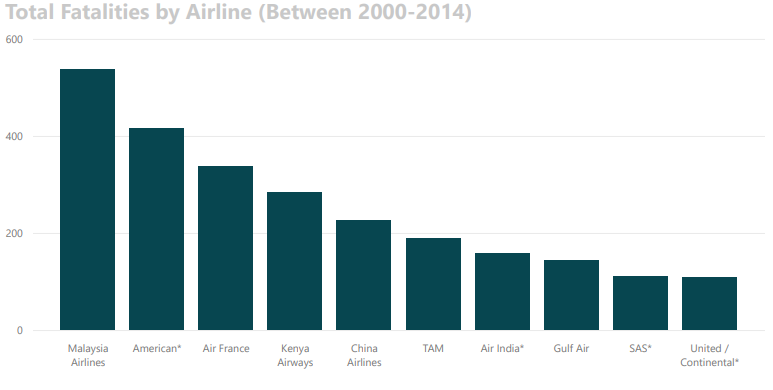 Total Fatalities by Airline (Between 2000-2014)
600
400
200
0
Malaysia
Airlines
American*
Air France
Kenya
Airways
China
Airlines
TAM
Air India*
Gulf Air
SAS*
United /
Continental*